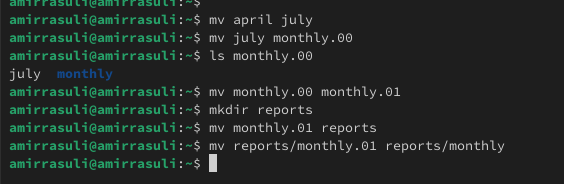 amirrasuli@amirrasuli:~$
amirrasuli@amirrasuli:~$ mv april july
amirrasuli@amirrasuli:~$ mv july monthly.00
amirrasuli@amirrasuli:~$ ls monthly.00
july  monthly
amirrasuli@amirrasuli:~$ mv monthly.00 monthly.01
amirrasuli@amirrasuli:~$ mkdir reports
amirrasuli@amirrasuli:~$ mv monthly.01 reports
amirrasuli@amirrasuli:~$ mv reports/monthly.01 reports/monthly
amirrasuli@amirrasuli:~$